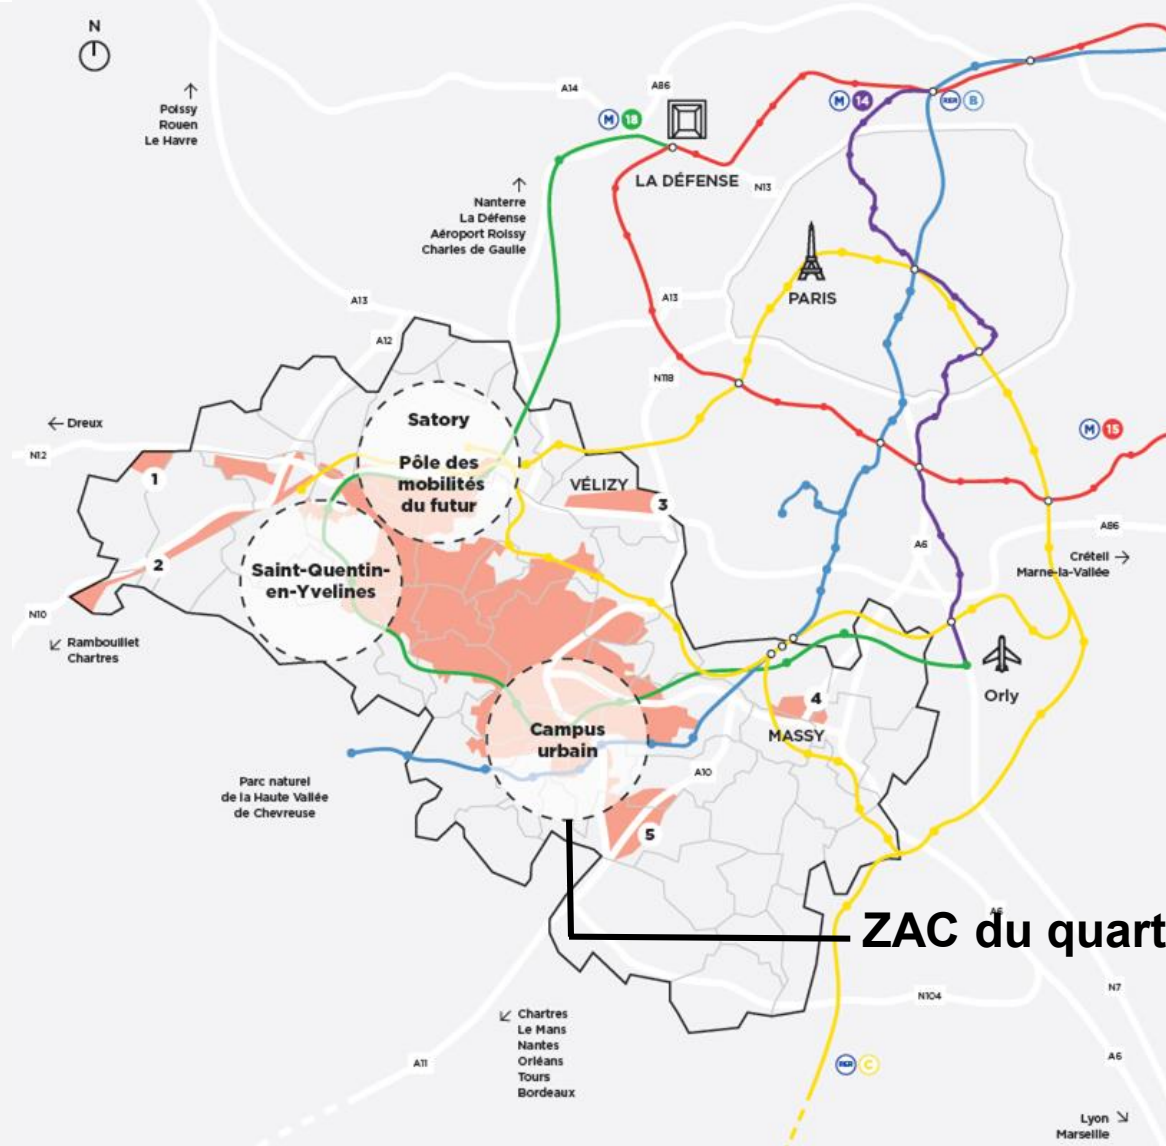 N
A14
A86
Poissy
Rouen
Le Havre
M 18
M 14
RER B
LA DÉFENSE
N13
Nanterre
La Défense
Aéroport Roissy
Charles de Gaulle
A13
A13
PARIS
A12
N118
Satory
Dreux
M 15
N12
Pôle des
mobilités
du futur
1
VÉLIZY
3
A86
A6
2
Saint-Quentin-
en-Yvelines
Créteil
Marne-la-Vallée
N10
Rambouillet
Chartres
Orly
4
Campus
urbain
MASSY
A10
Parc naturel
de la Haute Vallée
de Chevreuse
5
A6
ZAC du quart
N104
N7
Chartres
Le Mans
Nantes
Orléans
Tours
Bordeaux
A11
RER C
A6
Lyon
Marseille